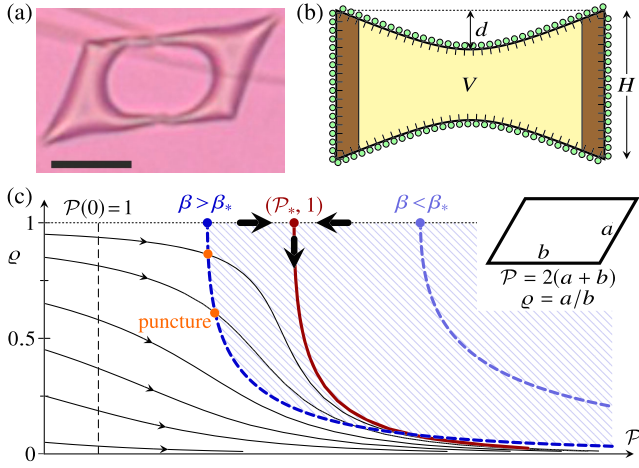 (a)
(b)
d
V
H
(c)
𝒫(0) = 1
β > β*
(𝒫*, 1)
β < β*
1
ϱ
a
b
𝒫 = 2(a + b)
ϱ = a/b
puncture
0.5
0
𝒫